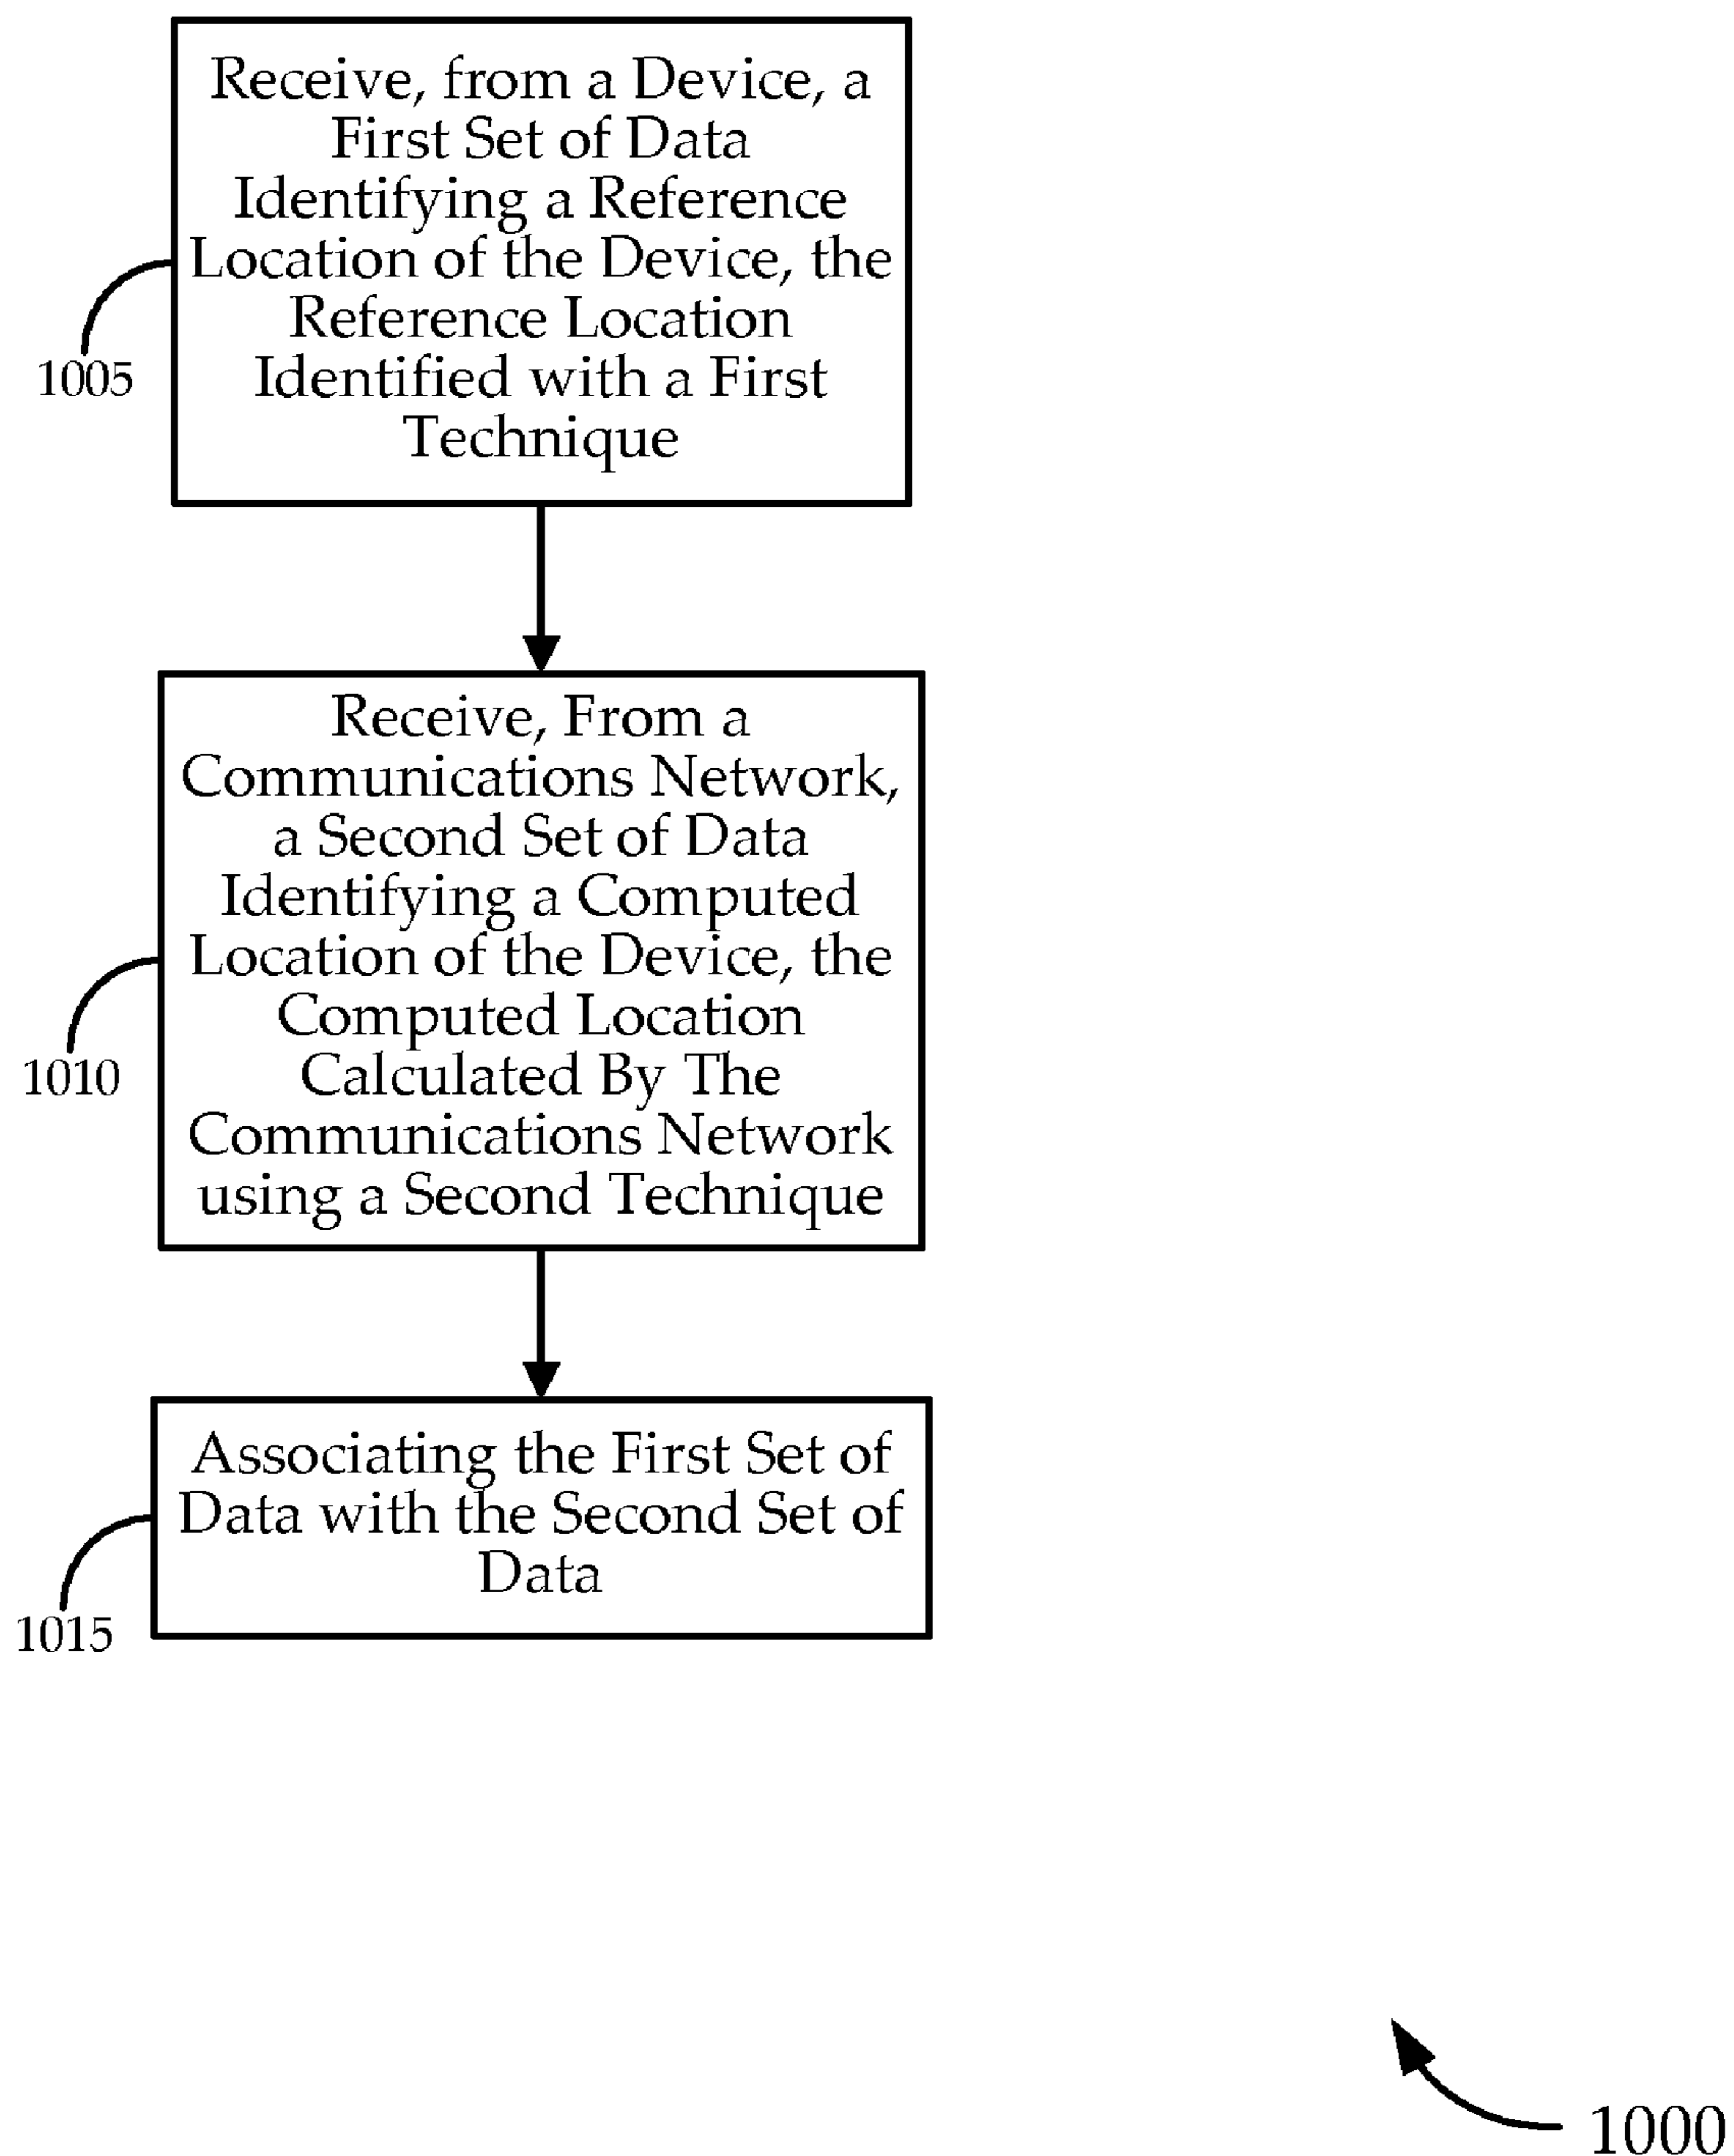 Receive, from a Device, a
First Set of Data
Identifying a Reference
Location of the Device, the
Reference Location
Identified with a First
Technique
1005
Receive, From a
Communications Network,
a Second Set of Data
Identifying a Computed
Location of the Device, the
Computed Location
Calculated By The
Communications Network
using a Second Technique
1010
Associating the First Set of
Data with the Second Set of
Data
1015
1000